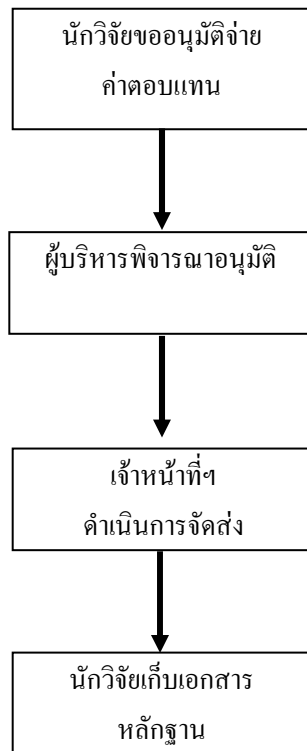 นักวิจัยขออนุมัติจ่าย
ค่าตอบแทน
ผู้บริหารพิจารณาอนุมัติ
เจ้าหน้าที่ฯ
ดำเนินการจัดส่ง
นักวิจัยเก็บเอกสาร
หลักฐาน